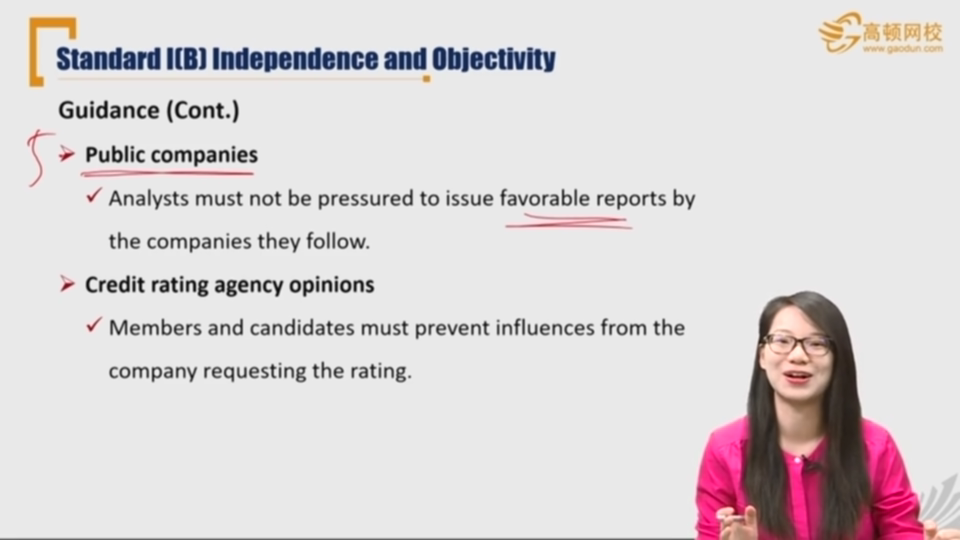 高顿网校
www.gaodun.com
Standard I(B) Independence and Objectivity
Guidance (Cont.)
Public companies
Analysts must not be pressured to issue favorable reports by
the companies they follow.
Credit rating agency opinions
Members and candidates must prevent influences from the
company requesting the rating.